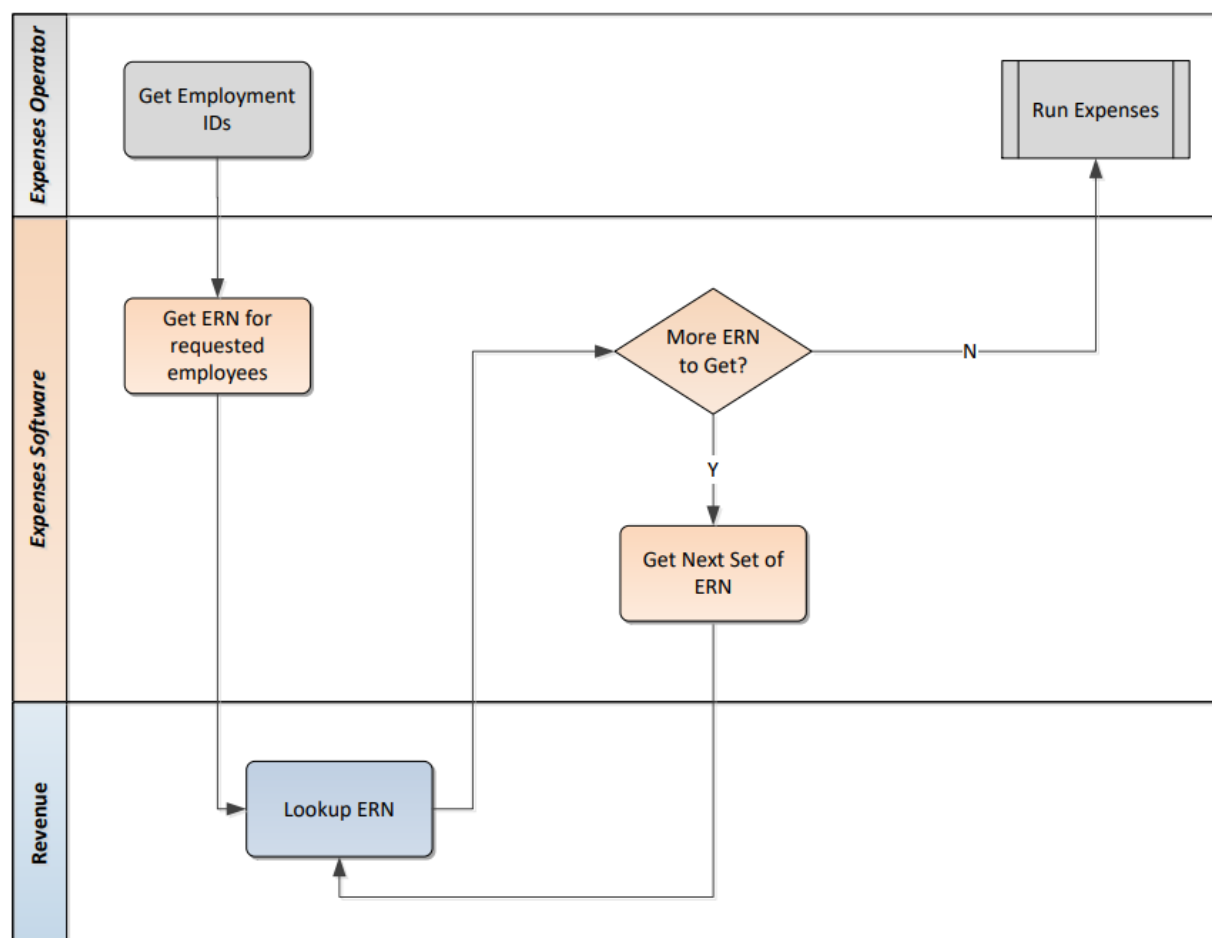 Expenses Operator
Get Employment
IDs
Run Expenses
Expenses Software
Get ERN for
requested
employees
More ERN
to Get?
N
Y
Get Next Set of
ERN
Revenue
Lookup ERN